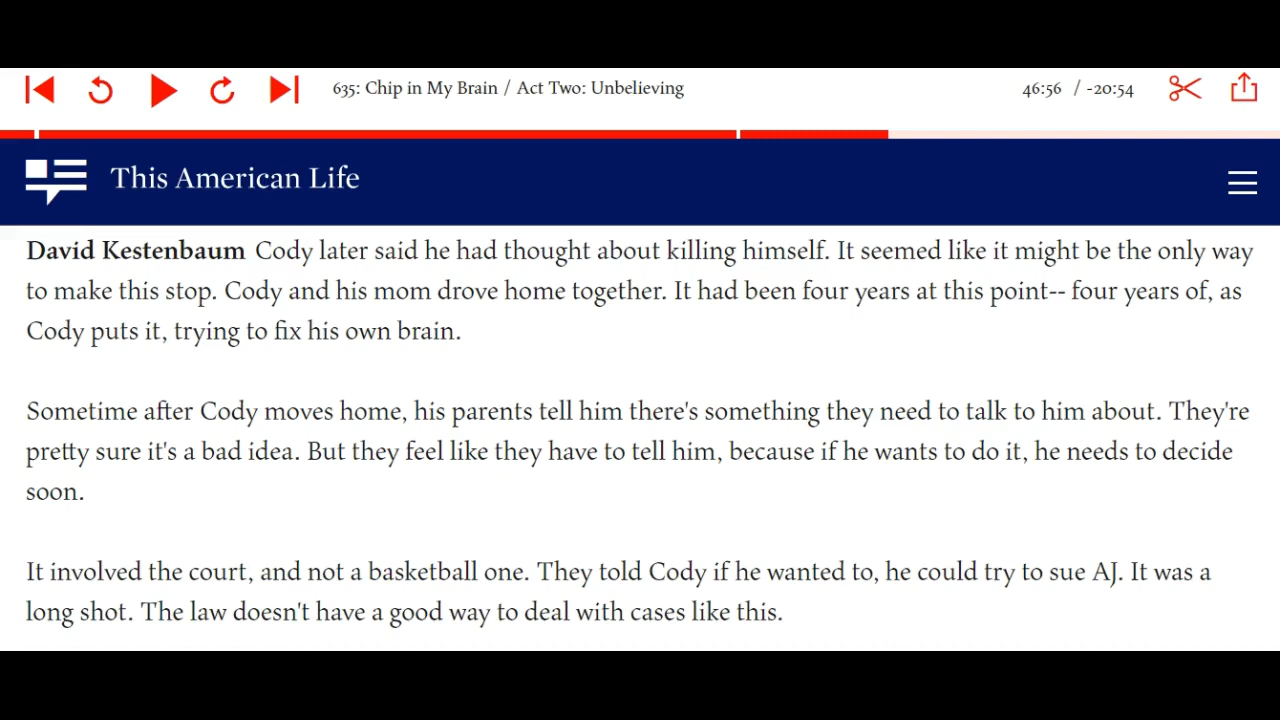 635: Chip in My Brain / Act Two: Unbelieving 46:56 / -20:54
This American Life
David Kestenbaum Cody later said he had thought about killing himself. It seemed like it might be the only way
to make this stop. Cody and his mom drove home together. It had been four years at this point-- four years of, as
Cody puts it, trying to fix his own brain.
Sometime after Cody moves home, his parents tell him there's something they need to talk to him about. They're
pretty sure it's a bad idea. But they feel like they have to tell him, because if he wants to do it, he needs to decide
soon.
It involved the court, and not a basketball one. They told Cody if he wanted to, he could try to sue AJ. It was a
long shot. The law doesn't have a good way to deal with cases like this.